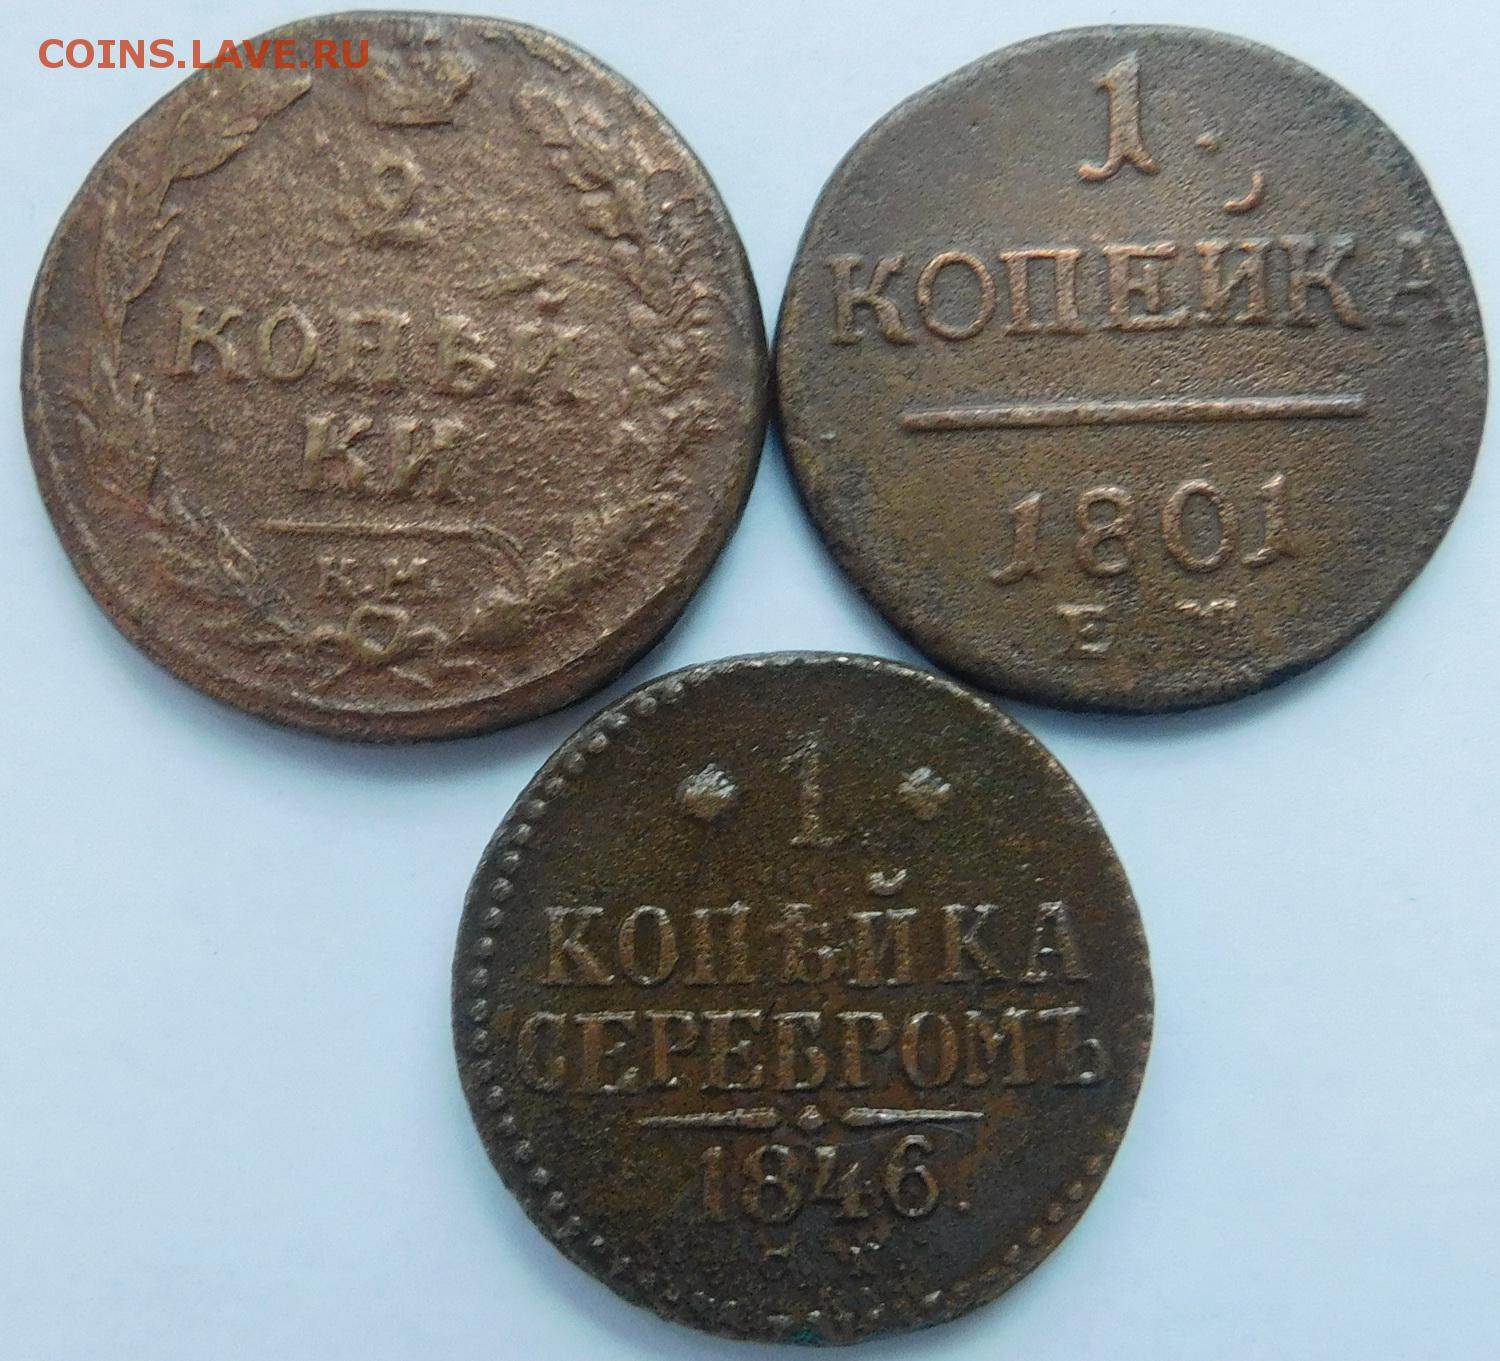 COINS.LAVE.RU
2
КОПѢЙ
КИ
К.М.
1.
КОПЕЙКА
1801
Е М
1
КОПѢЙКА
СЕРЕБРОМЪ
1846.